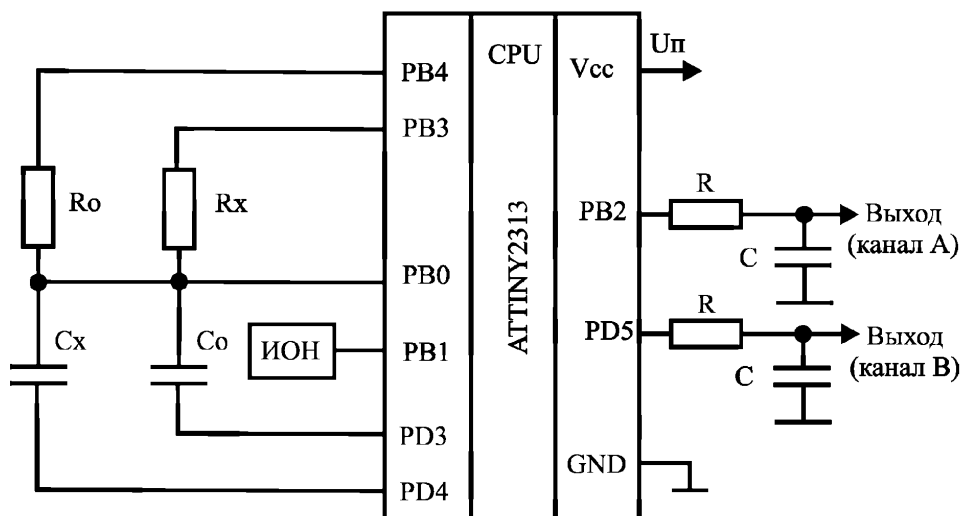 PB4
CPU
Vcc
Uп
PB3
Ro
Rx
PB2
R
Выход
(канал A)
C
PB0
ATTINY2313
Cx
Co
ИОН
PB1
PD5
R
Выход
(канал B)
C
PD3
GND
PD4